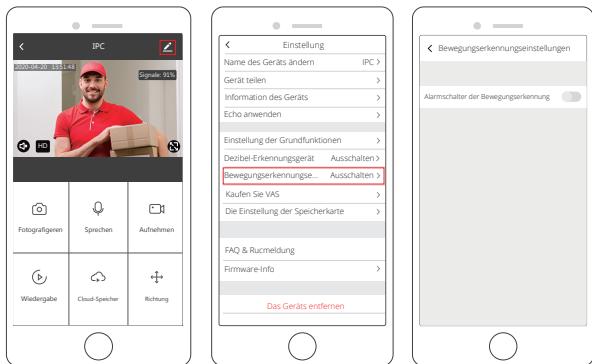 IPC
2020-04-20 15:51:48
Signale: 91%
HD
Fotografigeren
Sprechen
Aufnehmen
Wiedergabe
Cloud-Speicher
Richtung
Einstellung
Name des Geräts ändern IPC
Gerät teilen
Information des Geräts
Echo anwenden
Einstellung der Grundfunktionen
Dezibel-Erkennungsgerät Ausschalten
Bewegungserkennungse... Ausschalten
Kaufen Sie VAS
Die Einstellung der Speicherkarte
FAQ & Rucmeldung
Firmware-Info
Das Geräts entfernen
Bewegungserkennungseinstellungen
Alarmschalter der Bewegungserkennung